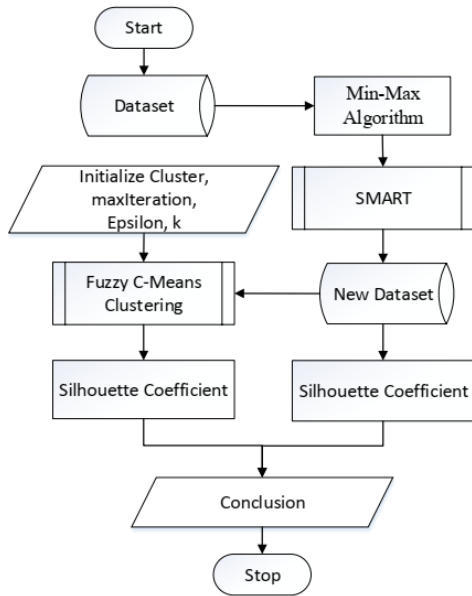 Start
Dataset
Min-Max
Algorithm
Initialize Cluster,
maxIteration,
Epsilon, k
SMART
Fuzzy C-Means
Clustering
New Dataset
Silhouette Coefficient
Silhouette Coefficient
Conclusion
Stop